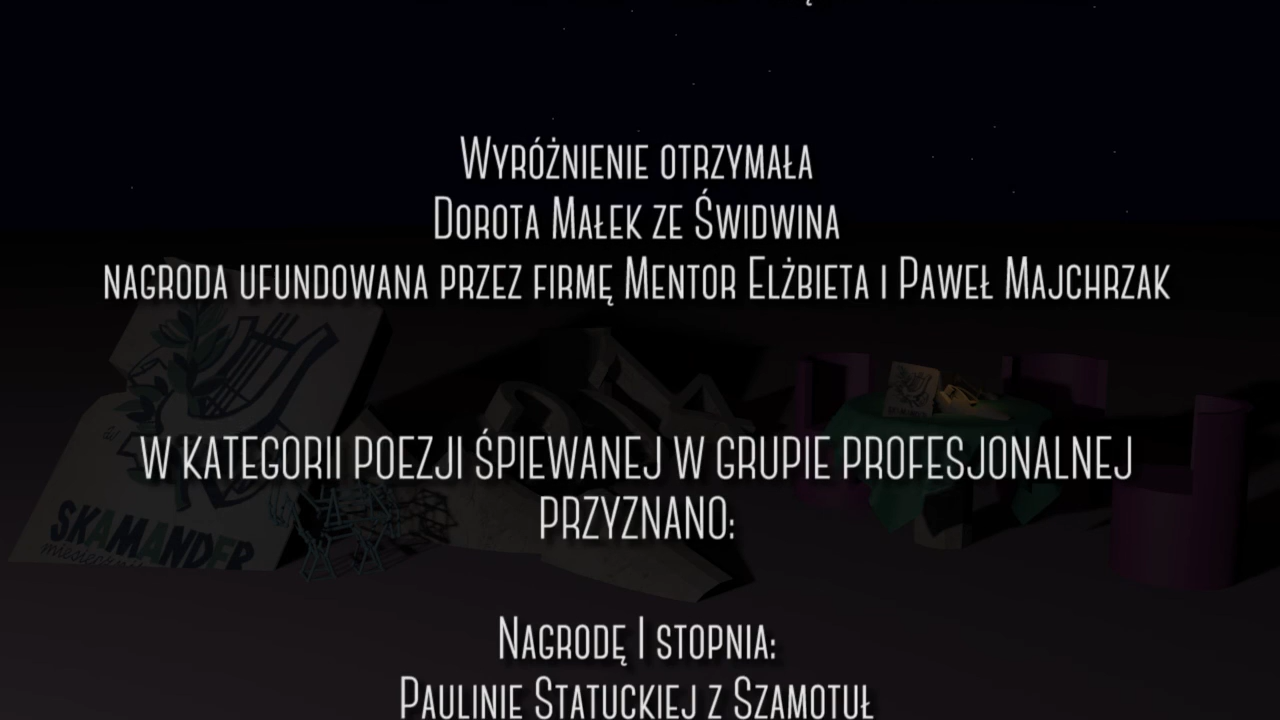 Wyróżnienie otrzymała
Dorota Małek ze Świdwina
nagroda ufundowana przez firmę Mentor Elżbieta i Paweł Majchrzak
W KATEGORII POEZJI ŚPIEWANEJ W GRUPIE PROFESJONALNEJ
PRZYZNANO:
SKAMANDER
Nagrodę I stopnia:
Paulinie Statuckiej z Szamotuł